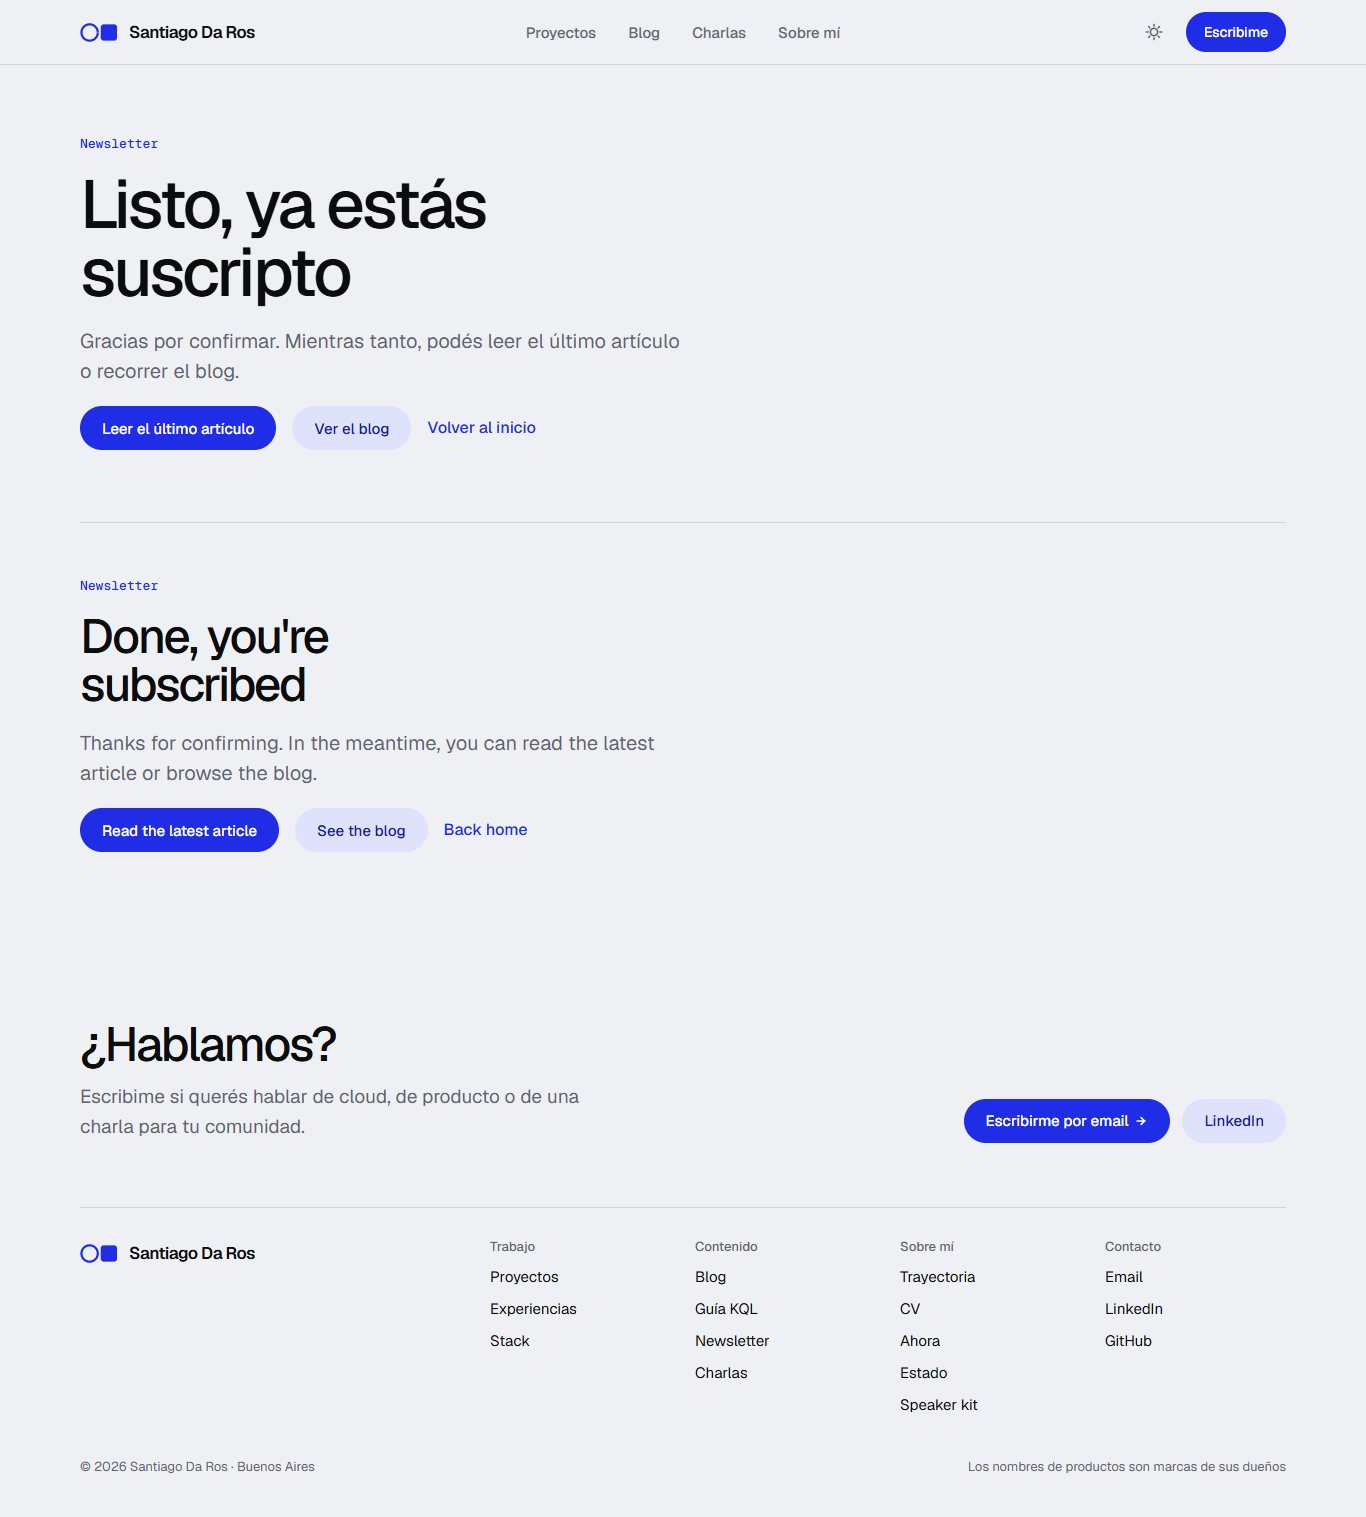 Santiago Da Ros
Proyectos Blog Charlas Sobre mí
Escribime
Newsletter
Listo, ya estás
suscripto
Gracias por confirmar. Mientras tanto, podés leer el último artículo
o recorrer el blog.
Leer el último artículo Ver el blog Volver al inicio
Newsletter
Done, you're
subscribed
Thanks for confirming. In the meantime, you can read the latest
article or browse the blog.
Read the latest article See the blog Back home
¿Hablamos?
Escribime si querés hablar de cloud, de producto o de una
charla para tu comunidad.
Escribirme por email → LinkedIn
Santiago Da Ros
Trabajo
Proyectos
Experiencias
Stack
Contenido
Blog
Guía KQL
Newsletter
Charlas
Sobre mí
Trayectoria
CV
Ahora
Estado
Speaker kit
Contacto
Email
LinkedIn
GitHub
© 2026 Santiago Da Ros · Buenos Aires
Los nombres de productos son marcas de sus dueños